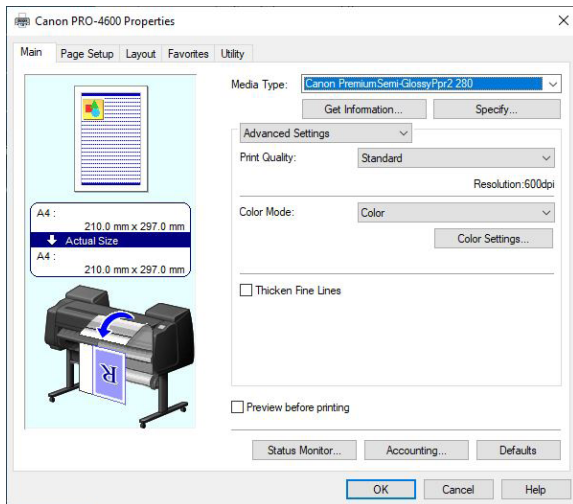 Canon PRO-4600 Properties
Main Page Setup Layout Favorites Utility
Media Type: Canon PremiumSemi-GlossyPpr2 280
Get Information... Specify...
Advanced Settings
Print Quality: Standard
Resolution:600dpi
A4 :
210.0 mm x 297.0 mm
Actual Size
A4 :
210.0 mm x 297.0 mm
Color Mode: Color
Color Settings...
Thicken Fine Lines
R
Preview before printing
Status Monitor... Accounting... Defaults
OK Cancel Help